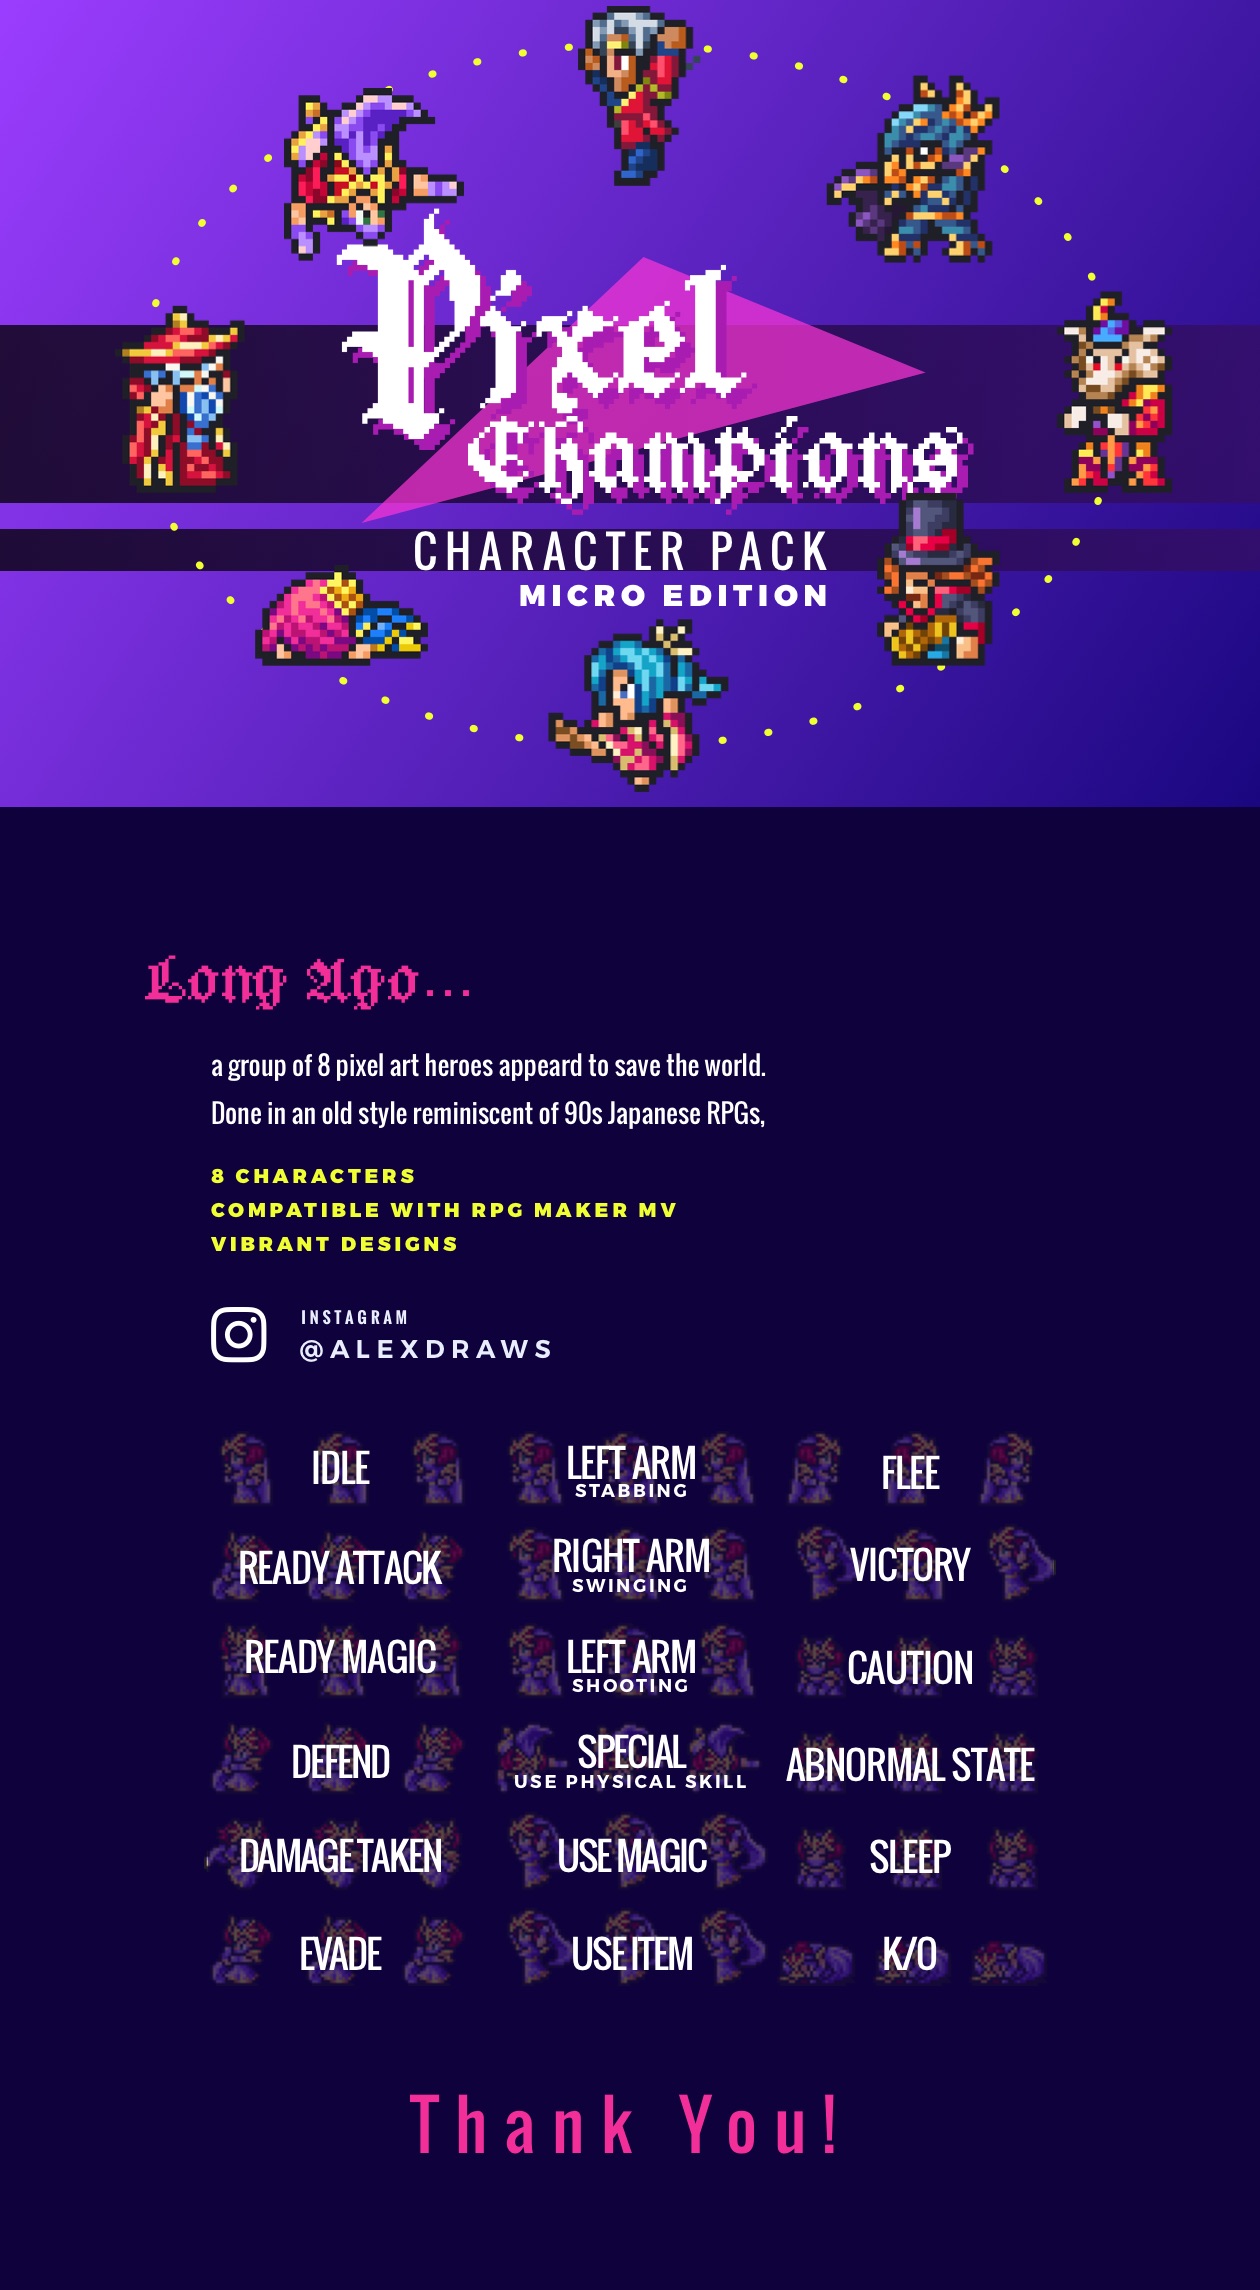 Pixel
Champions
CHARACTER PACK
MICRO EDITION
Long Ago...
a group of 8 pixel art heroes appeard to save the world.
Done in an old style reminiscent of 90s Japanese RPGs,
8 CHARACTERS
COMPATIBLE WITH RPG MAKER MV
VIBRANT DESIGNS
INSTAGRAM
@ALEXDRAWS
IDLE
LEFT ARM
STABBING
FLEE
READY ATTACK
RIGHT ARM
SWINGING
VICTORY
READY MAGIC
LEFT ARM
SHOOTING
CAUTION
DEFEND
SPECIAL
USE PHYSICAL SKILL
ABNORMAL STATE
DAMAGE TAKEN
USE MAGIC
SLEEP
EVADE
USE ITEM
K/O
Thank You!